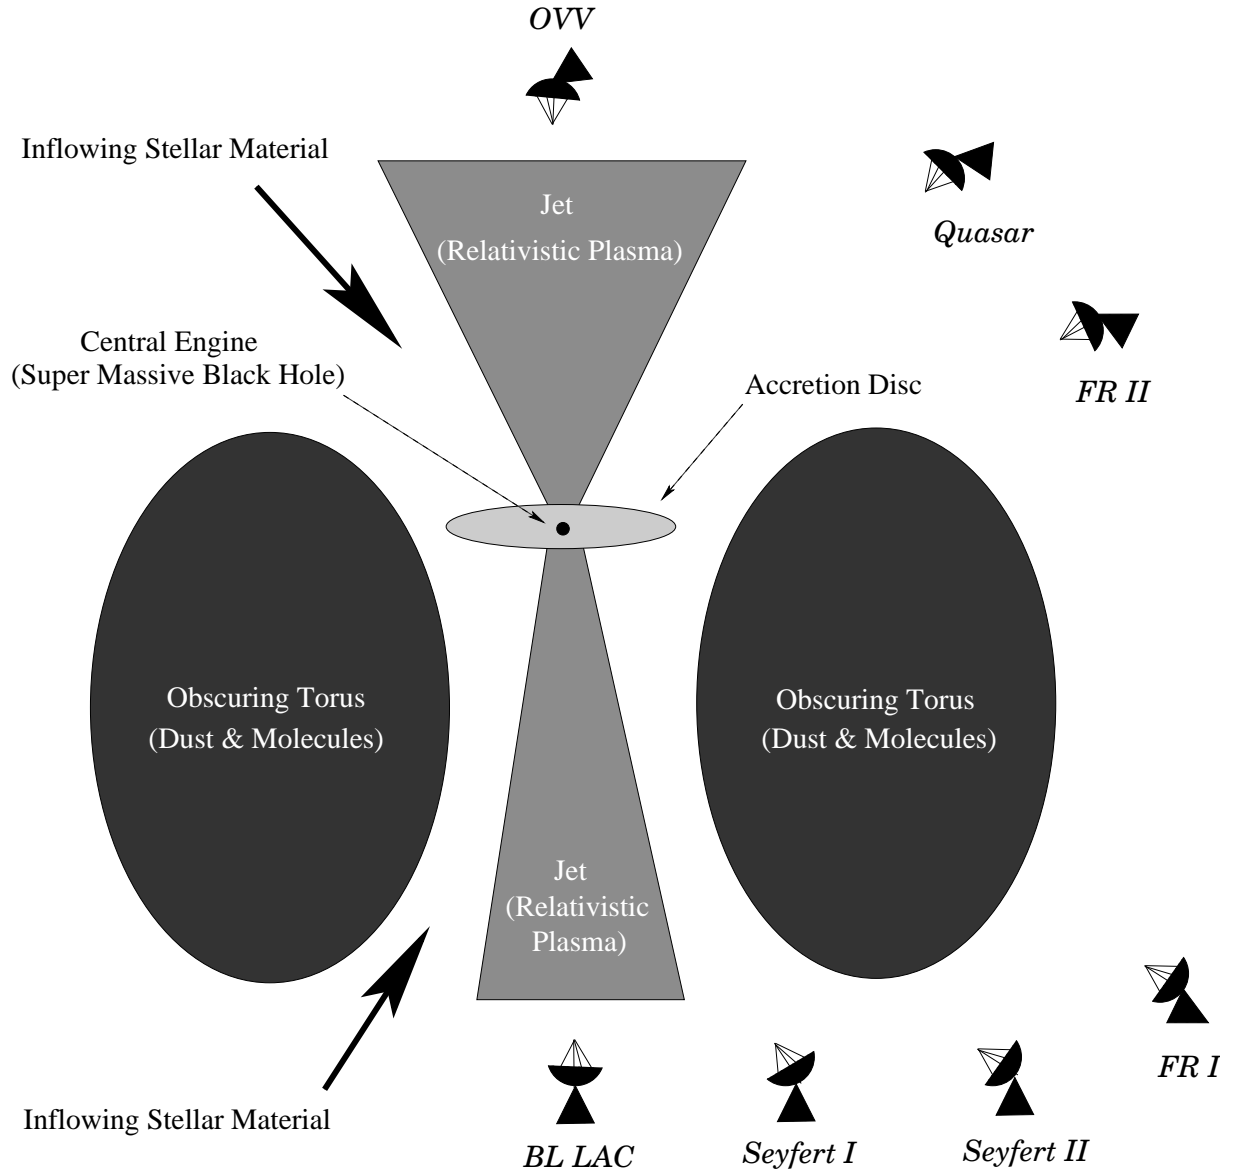 OVV
Inflowing Stellar Material
Jet
(Relativistic Plasma)
Quasar
Central Engine
(Super Massive Black Hole)
Accretion Disc
FR II
Obscuring Torus
(Dust & Molecules)
Obscuring Torus
(Dust & Molecules)
Jet
(Relativistic
Plasma)
FR I
Inflowing Stellar Material
BL LAC
Seyfert I
Seyfert II